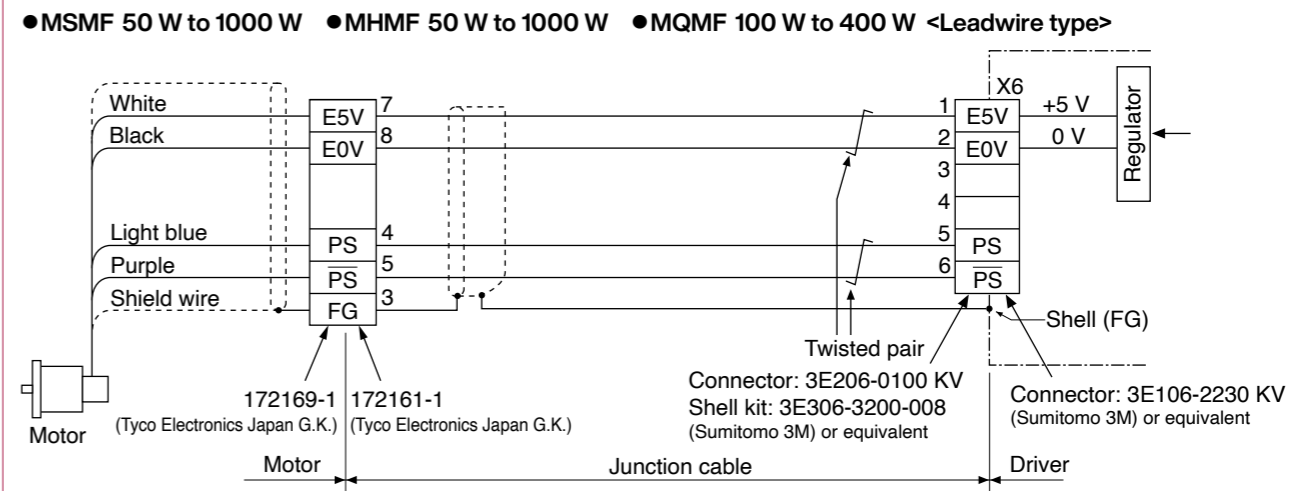 ●MSMF 50 W to 1000 W ●MHMF 50 W to 1000 W ●MQMF 100 W to 400 W <Leadwire type>
X6
White E5V 7 1 E5V +5 V
Black E0V 8 2 E0V 0 V
Regulator
3
4
Light blue PS 4 5 PS
Purple P̅S̅ 5 6 P̅S̅
Shield wire FG 3
Shell (FG)
Twisted pair
Motor
172169-1
(Tyco Electronics Japan G.K.)
172161-1
(Tyco Electronics Japan G.K.)
Connector: 3E206-0100 KV
Shell kit: 3E306-3200-008
(Sumitomo 3M) or equivalent
Connector: 3E106-2230 KV
(Sumitomo 3M) or equivalent
Motor Junction cable Driver